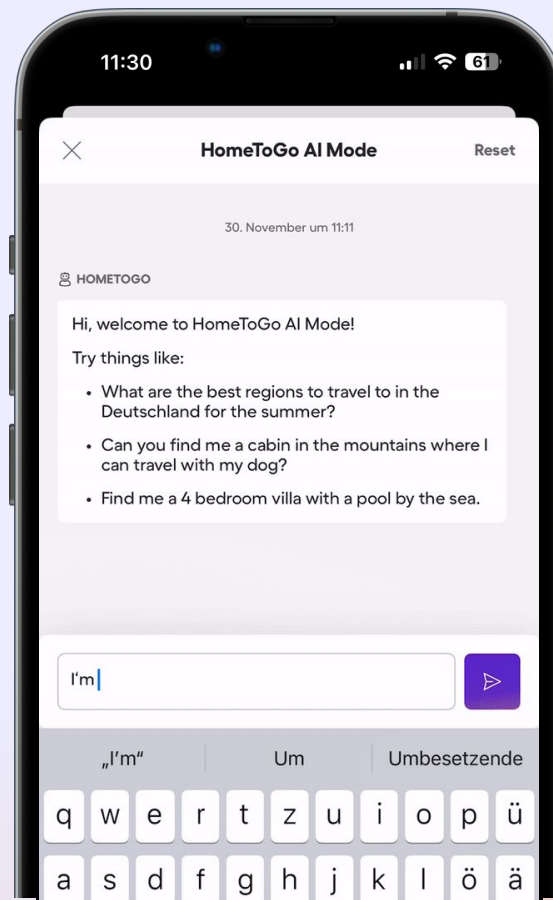 11:30
61
HomeToGo AI Mode
Reset
30. November um 11:11
HOMETOGO
Hi, welcome to HomeToGo AI Mode!
Try things like:
• What are the best regions to travel to in the
Deutschland for the summer?
• Can you find me a cabin in the mountains where I
can travel with my dog?
• Find me a 4 bedroom villa with a pool by the sea.
I‘m
„I’m“ Um Umbesetzende
q w e r t z u i o p ü
a s d f g h j k l ö ä